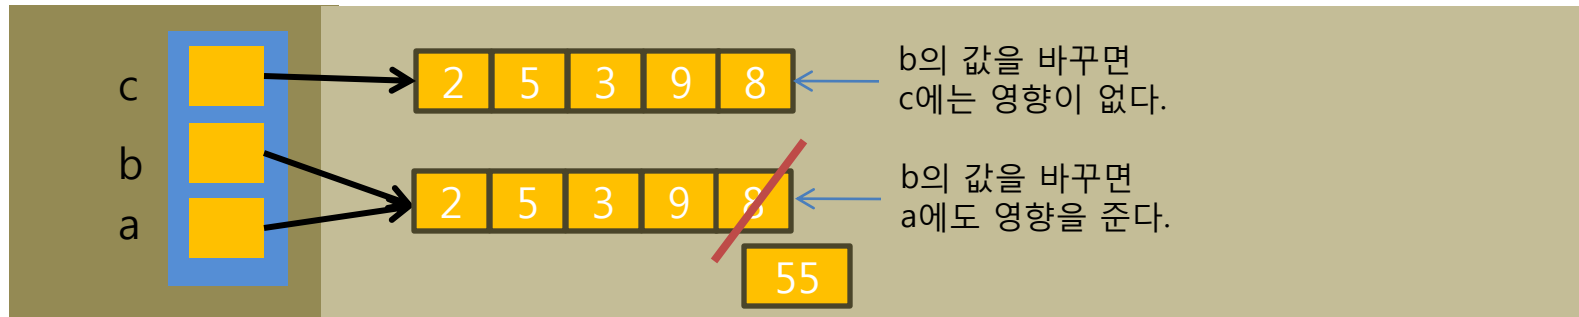 c
2 5 3 9 8
b의 값을 바꾸면
c에는 영향이 없다.
b
a
2 5 3 9 8
b의 값을 바꾸면
a에도 영향을 준다.
55